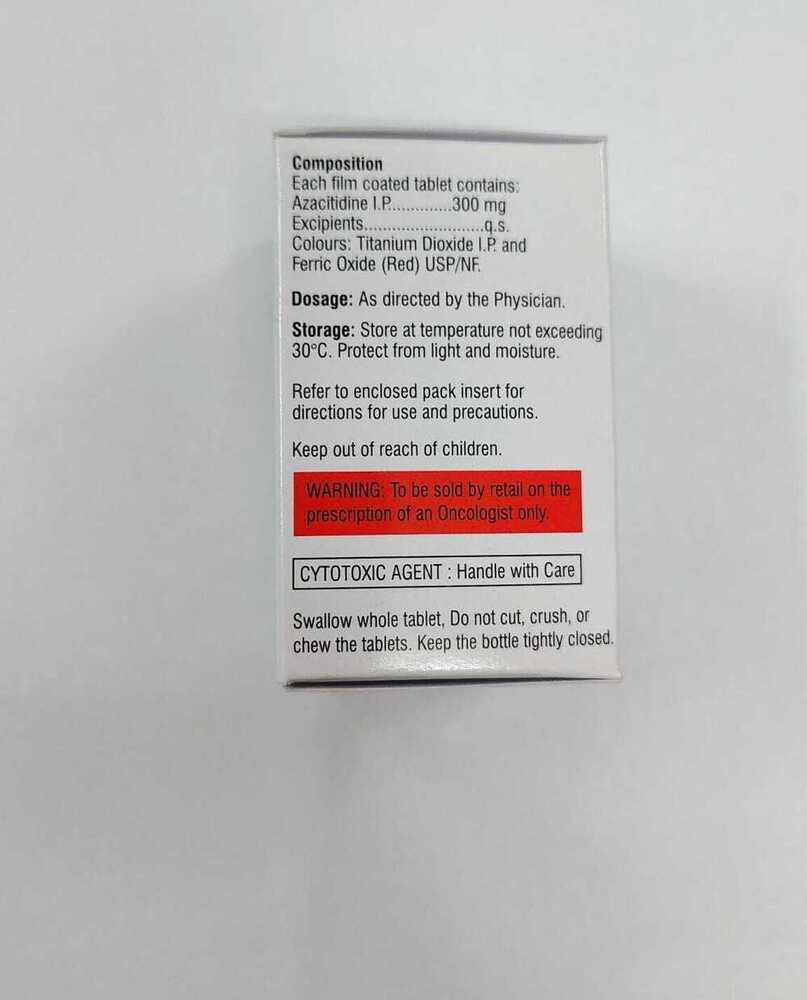 Composition
Each film coated tablet contains:
Azacitidine I.P.............300 mg
Excipients.........................q.s.
Colours: Titanium Dioxide I.P. and
Ferric Oxide (Red) USP/NF.
Dosage: As directed by the Physician.
Storage: Store at temperature not exceeding
30°C. Protect from light and moisture.
Refer to enclosed pack insert for
directions for use and precautions.
Keep out of reach of children.
WARNING: To be sold by retail on the
prescription of an Oncologist only.
CYTOTOXIC AGENT : Handle with Care
Swallow whole tablet, Do not cut, crush, or
chew the tablets. Keep the bottle tightly closed.